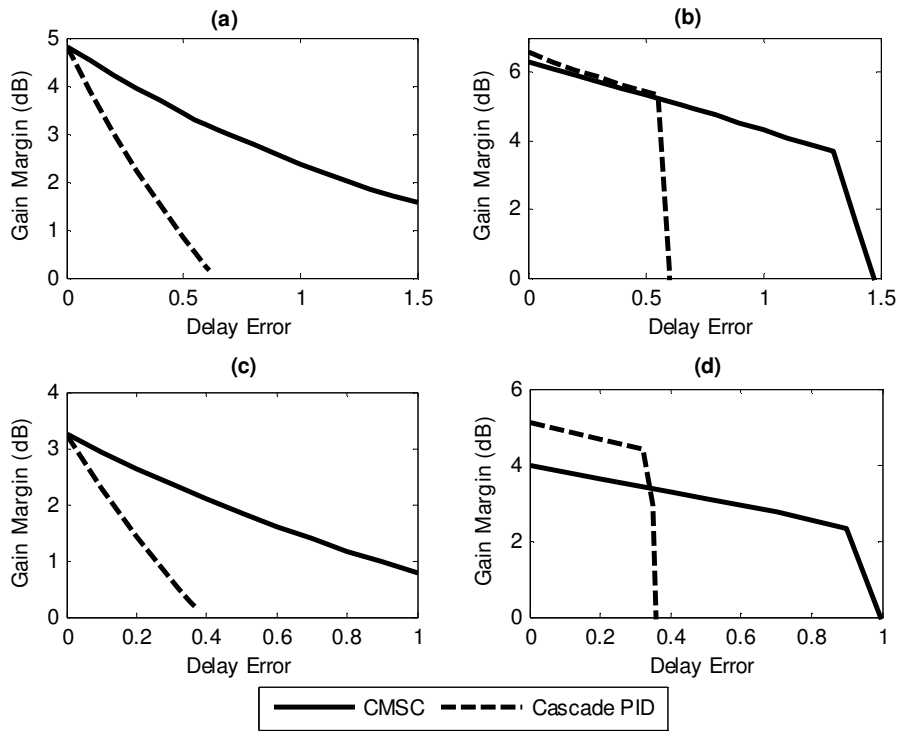 (a)
Gain Margin (dB)
5
4
3
2
1
0
0 0.5 1 1.5
Delay Error
(b)
Gain Margin (dB)
6
4
2
0
0 0.5 1 1.5
Delay Error
(c)
Gain Margin (dB)
4
3
2
1
0
0 0.2 0.4 0.6 0.8 1
Delay Error
(d)
Gain Margin (dB)
6
4
2
0
0 0.2 0.4 0.6 0.8 1
Delay Error
CMSC Cascade PID